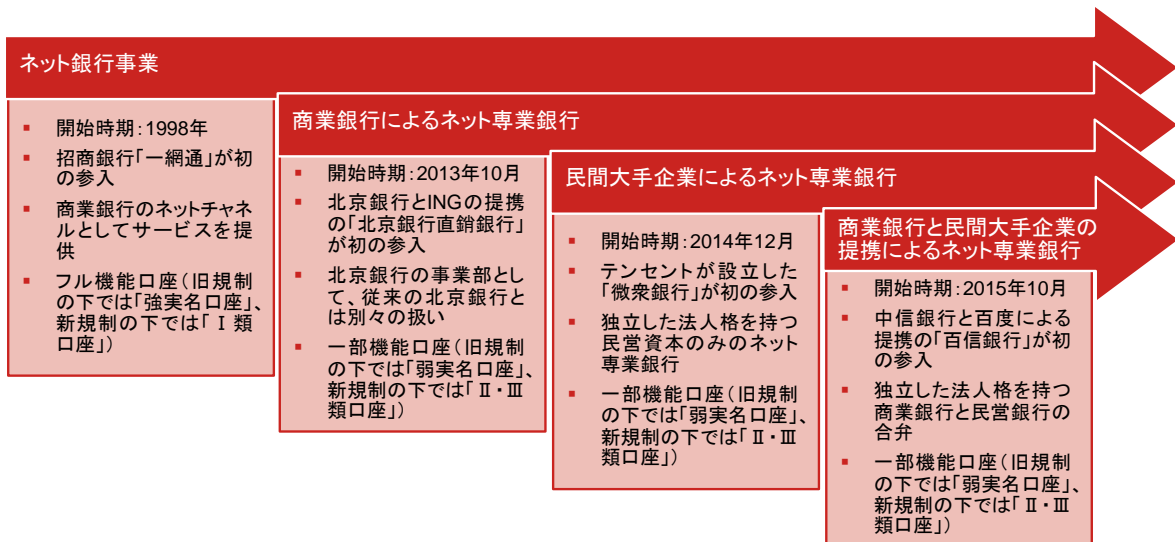 ネット銀行事業
▪ 開始時期：1998年
▪ 招商銀行「一網通」が初
の参入
▪ 商業銀行のネットチャネ
ルとしてサービスを提
供
▪ フル機能口座（旧規制
の下では「強実名口座」、
新規制の下では「Ⅰ類
口座」）
商業銀行によるネット専業銀行
▪ 開始時期：2013年10月
▪ 北京銀行とINGの提携
の「北京銀行直銷銀行」
が初の参入
▪ 北京銀行の事業部とし
て、従来の北京銀行と
は別々の扱い
▪ 一部機能口座（旧規制
の下では「弱実名口座」、
新規制の下では「Ⅱ・Ⅲ
類口座」）
民間大手企業によるネット専業銀行
▪ 開始時期：2014年12月
▪ テンセントが設立した
「微衆銀行」が初の参入
▪ 独立した法人格を持つ
民営資本のみのネット
専業銀行
▪ 一部機能口座（旧規制
の下では「弱実名口座」、
新規制の下では「Ⅱ・Ⅲ
類口座」）
商業銀行と民間大手企業の
提携によるネット専業銀行
▪ 開始時期：2015年10月
▪ 中信銀行と百度による
提携の「百信銀行」が初
の参入
▪ 独立した法人格を持つ
商業銀行と民営銀行の
合弁
▪ 一部機能口座（旧規制
の下では「弱実名口座」、
新規制の下では「Ⅱ・Ⅲ
類口座」）